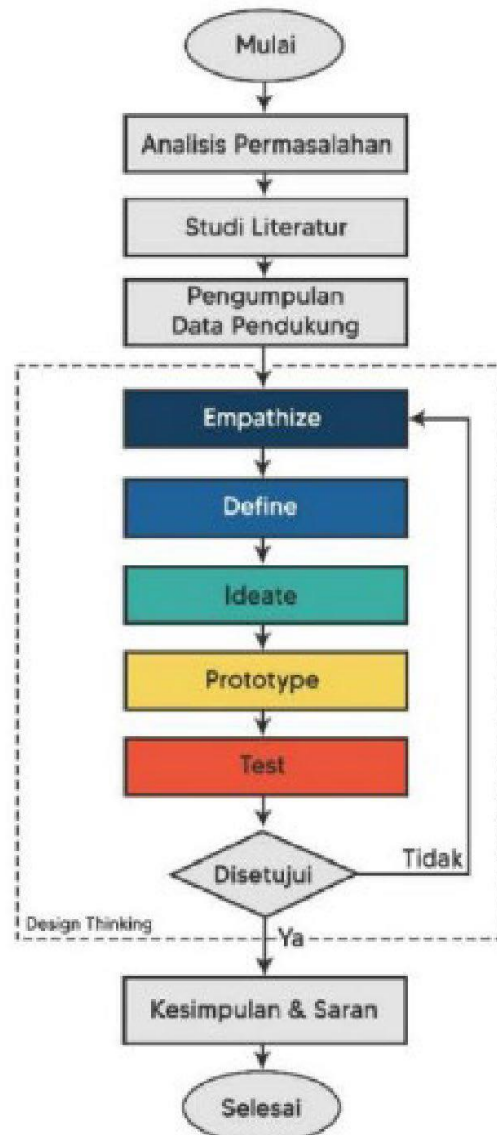 Mulai
Analisis Permasalahan
Studi Literatur
Pengumpulan
Data Pendukung
Empathize
Define
Ideate
Prototype
Test
Disetujui
Tidak
Design Thinking
Ya
Kesimpulan & Saran
Selesai